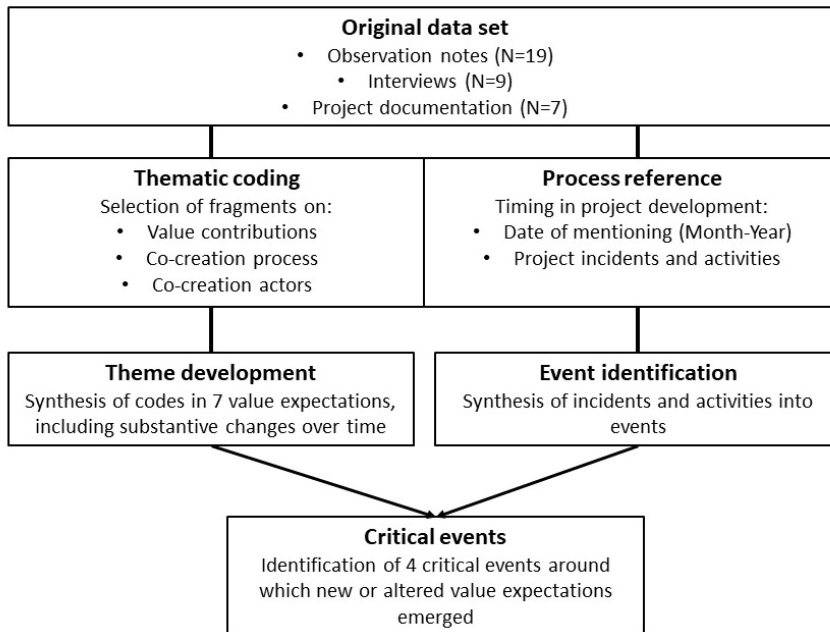 Original data set
• Observation notes (N=19)
• Interviews (N=9)
• Project documentation (N=7)
Thematic coding
Selection of fragments on:
• Value contributions
• Co-creation process
• Co-creation actors
Process reference
Timing in project development:
• Date of mentioning (Month-Year)
• Project incidents and activities
Theme development
Synthesis of codes in 7 value expectations,
including substantive changes over time
Event identification
Synthesis of incidents and activities into
events
Critical events
Identification of 4 critical events around
which new or altered value expectations
emerged